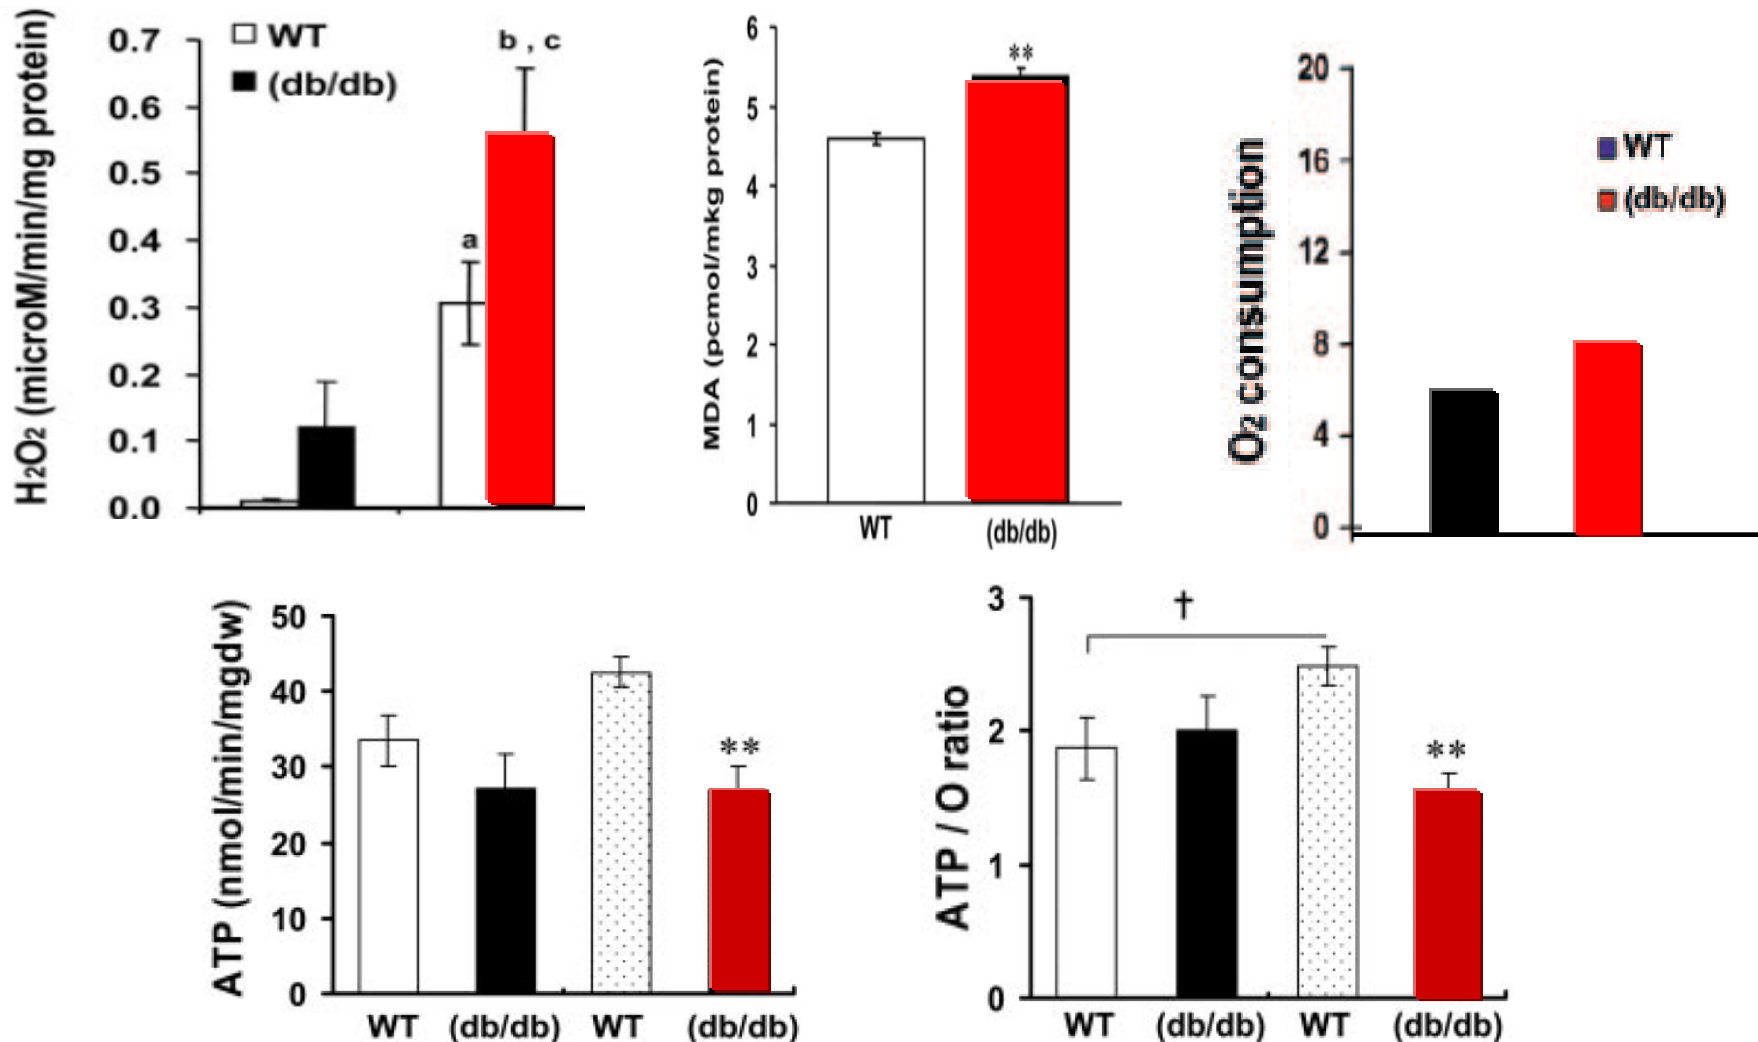 H2O2 (microM/min/mg protein)
0.7
0.6
0.5
0.4
0.3
0.2
0.1
0.0
WT
(db/db)
a
b , c
MDA (pcmol/mkg protein)
6
5
4
3
2
1
0
**
WT
(db/db)
O2 consumption
20
16
12
8
4
0
WT
(db/db)
ATP (nmol/min/mgdw)
50
40
30
20
10
0
**
WT (db/db) WT (db/db)
ATP / O ratio
3
2
1
0
†
**
WT (db/db) WT (db/db)